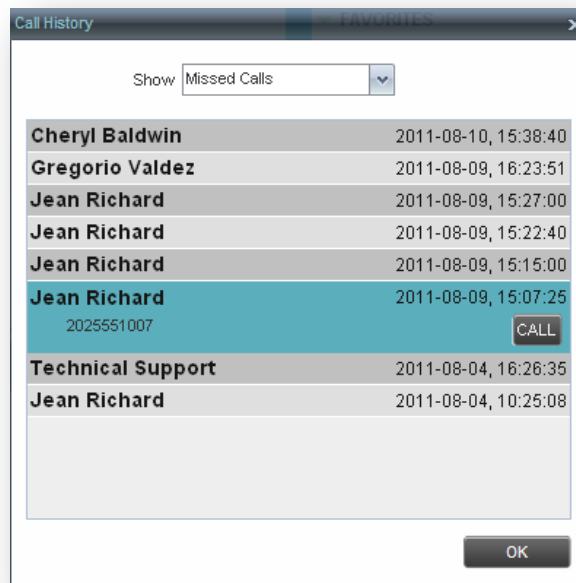 Call History
FAVORITES
Show Missed Calls
Cheryl Baldwin 2011-08-10, 15:38:40
Gregorio Valdez 2011-08-09, 16:23:51
Jean Richard 2011-08-09, 15:27:00
Jean Richard 2011-08-09, 15:22:40
Jean Richard 2011-08-09, 15:15:00
Jean Richard 2011-08-09, 15:07:25
2025551007 CALL
Technical Support 2011-08-04, 16:26:35
Jean Richard 2011-08-04, 10:25:08
OK